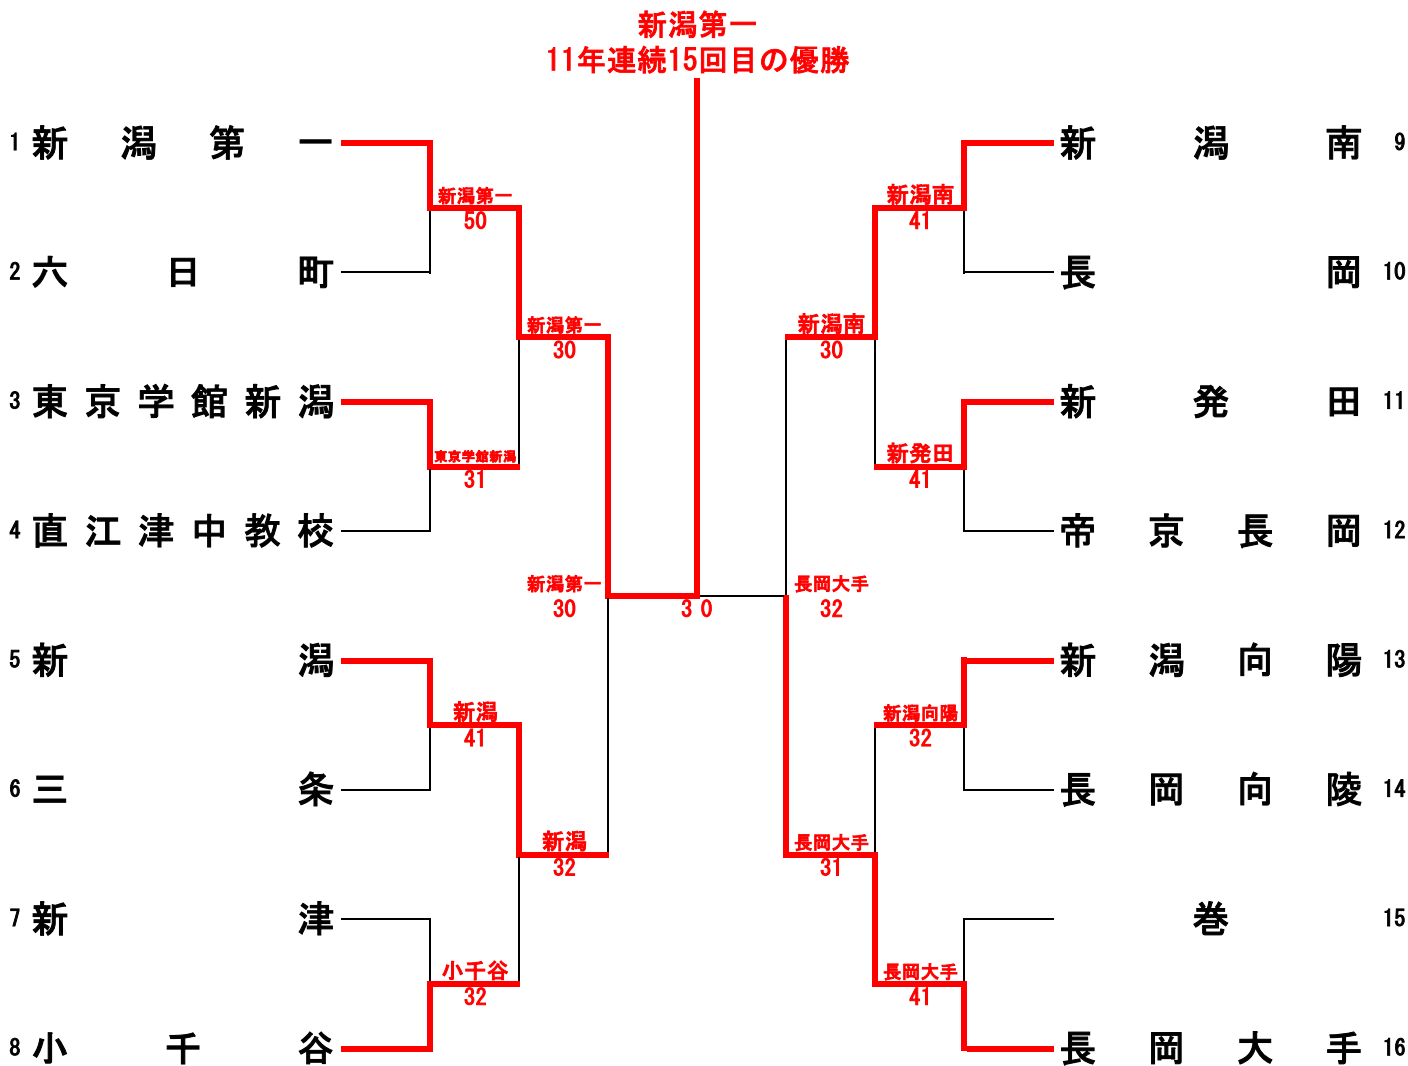 新潟第一
11年連続15回目の優勝
1 新潟第一
新潟第一
50
2 六日町
新潟第一
30
3 東京学館新潟
東京学館新潟
31
4 直江津中教校
新潟第一
30
5 新潟
新潟
41
6 三条
新潟
32
7 新津
小千谷
32
8 小千谷
3 0
新潟南 9
新潟南
41
長岡 10
新潟南
30
新発田 11
新発田
41
帝京長岡 12
長岡大手
32
新潟向陽 13
新潟向陽
32
長岡向陵 14
長岡大手
31
巻 15
長岡大手
41
長岡大手 16